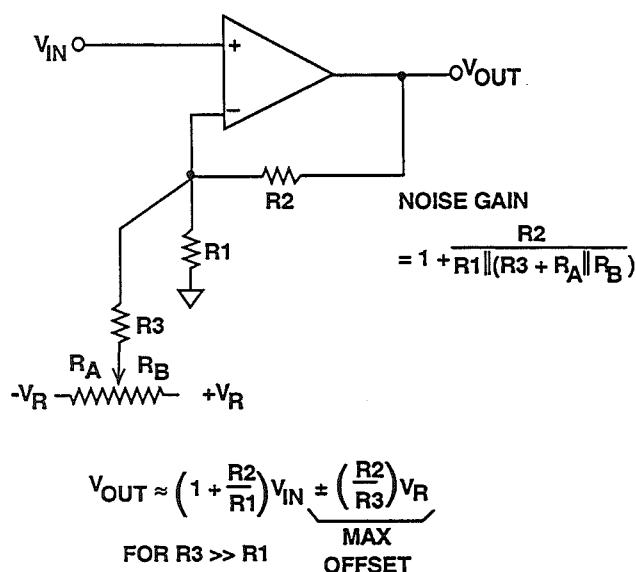 V_IN
+
−
V_OUT
R2
R1
R3
R_A R_B
-V_R +V_R
NOISE GAIN
= 1 + R2 / R1 || (R3 + R_A || R_B)
V_OUT ≈ (1 + R2/R1) V_IN ± (R2/R3) V_R
FOR R3 >> R1
MAX
OFFSET